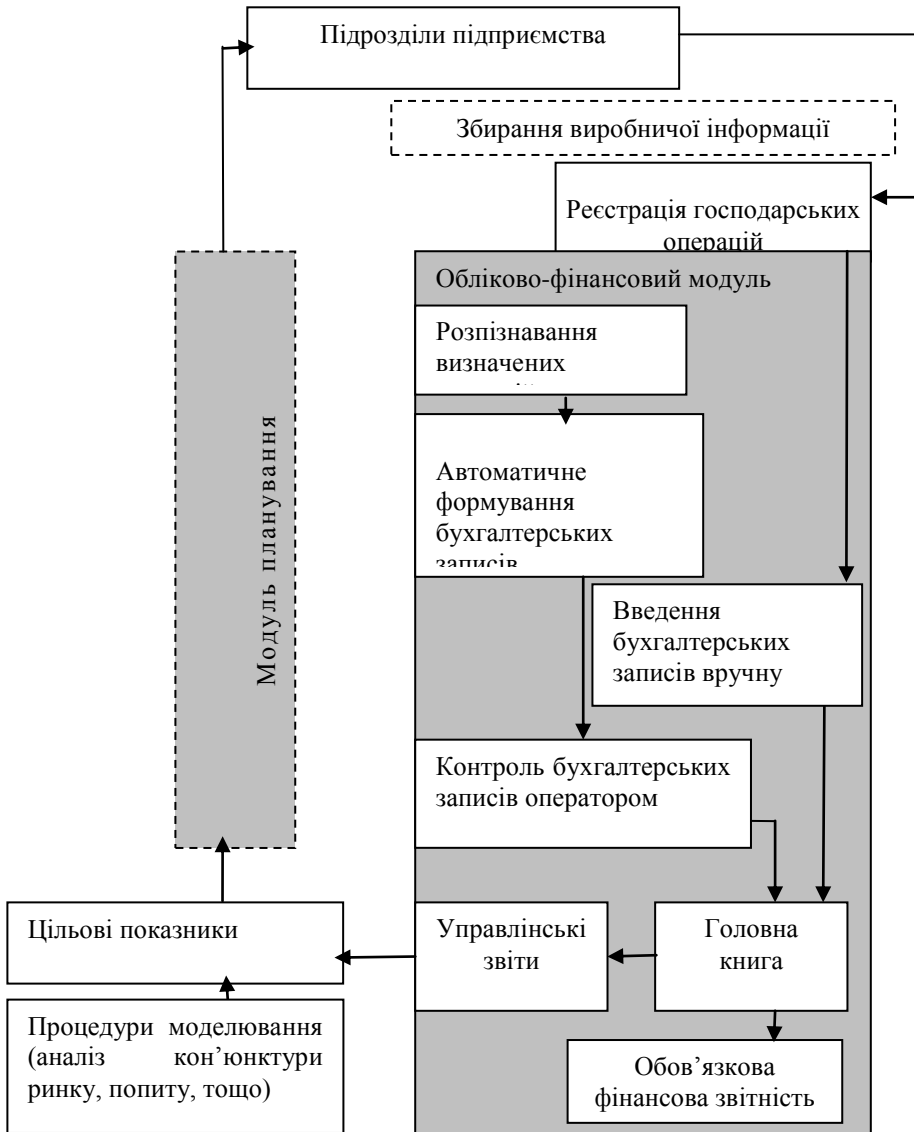 Підрозділи підприємства
Збирання виробничої інформації
Реєстрація господарських
операцій
Обліково-фінансовий модуль
Розпізнавання
визначених
Автоматичне
формування
бухгалтерських
записів
Модуль планування
Введення
бухгалтерських
записів вручну
Контроль бухгалтерських
записів оператором
Цільові показники
Управлінські
звіти
Головна
книга
Процедури моделювання
(аналіз кон’юнктури
ринку, попиту, тощо)
Обов’язкова
фінансова звітність